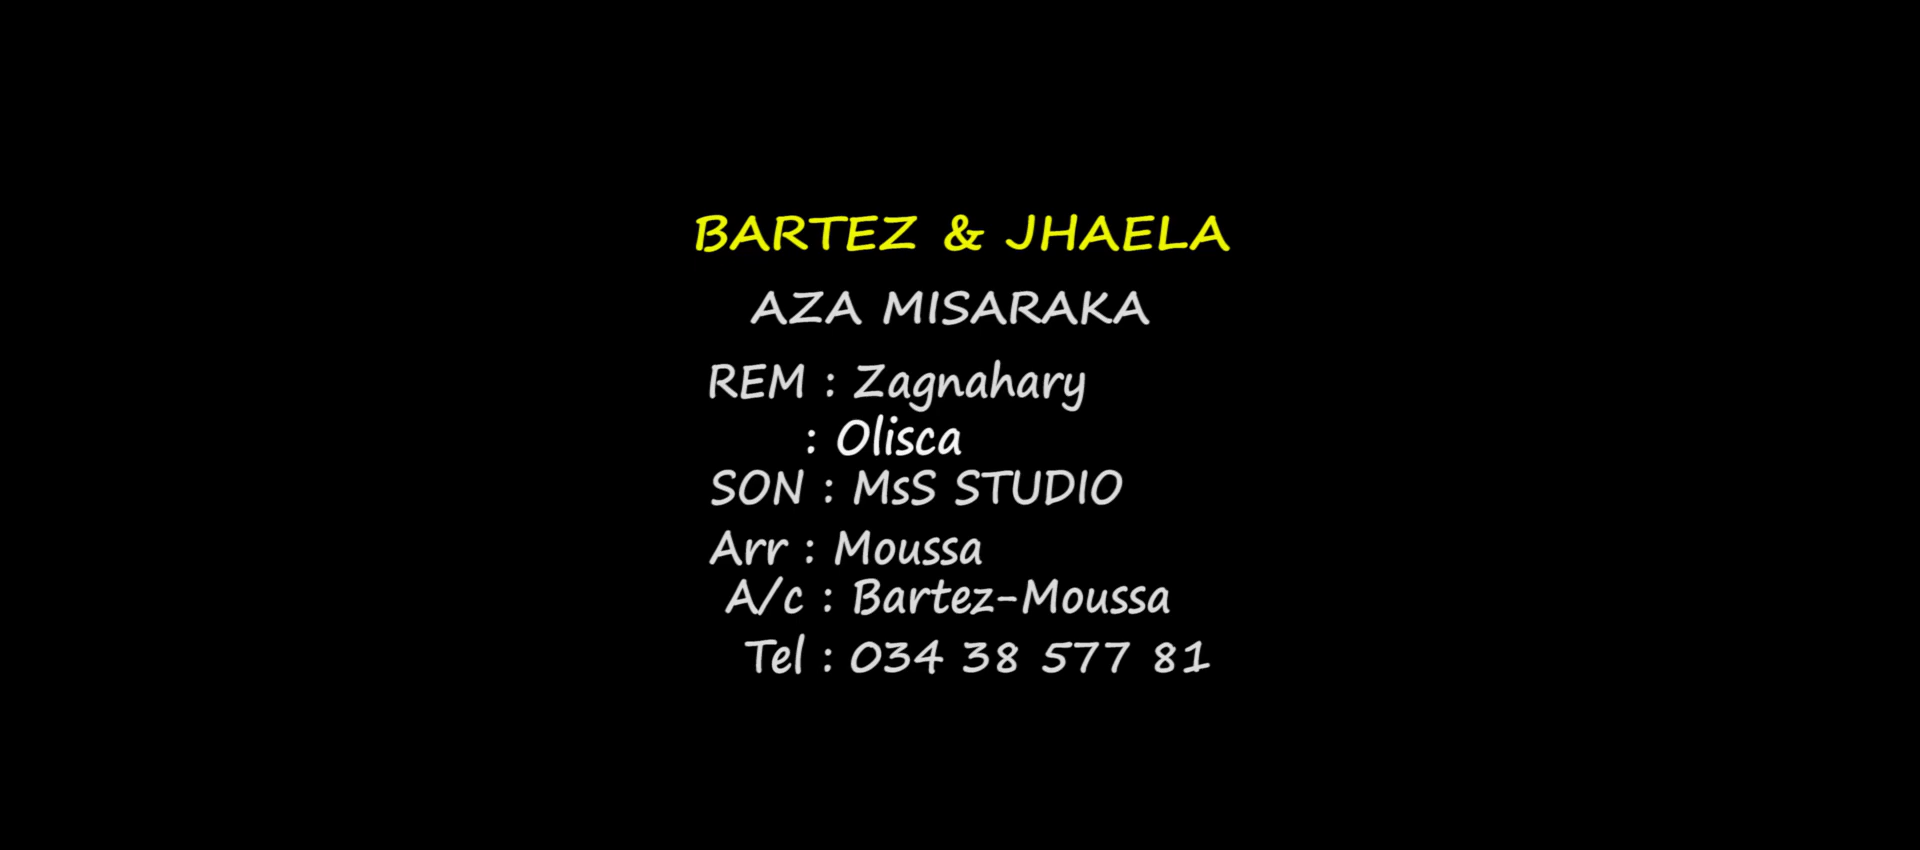 BARTEZ & JHAELA
AZA MISARAKA
REM : Zagnahary
: Olisca
SON : MsS STUDIO
Arr : Moussa
A/c : Bartez-Moussa
Tel : 034 38 577 81